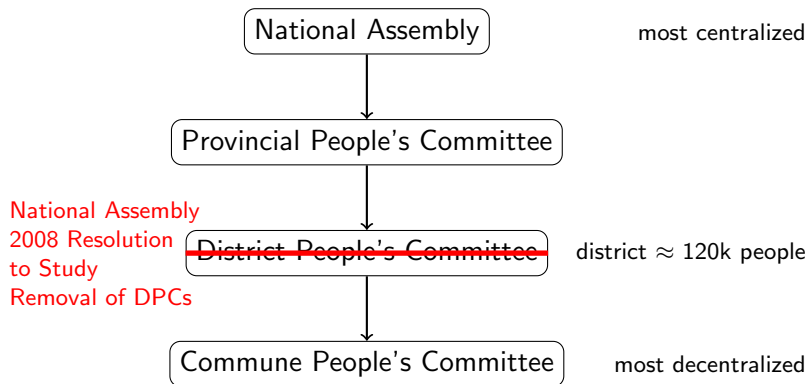 National Assembly
most centralized
Provincial People's Committee
National Assembly
2008 Resolution
to Study
Removal of DPCs
District People's Committee
district ≈ 120k people
Commune People's Committee
most decentralized